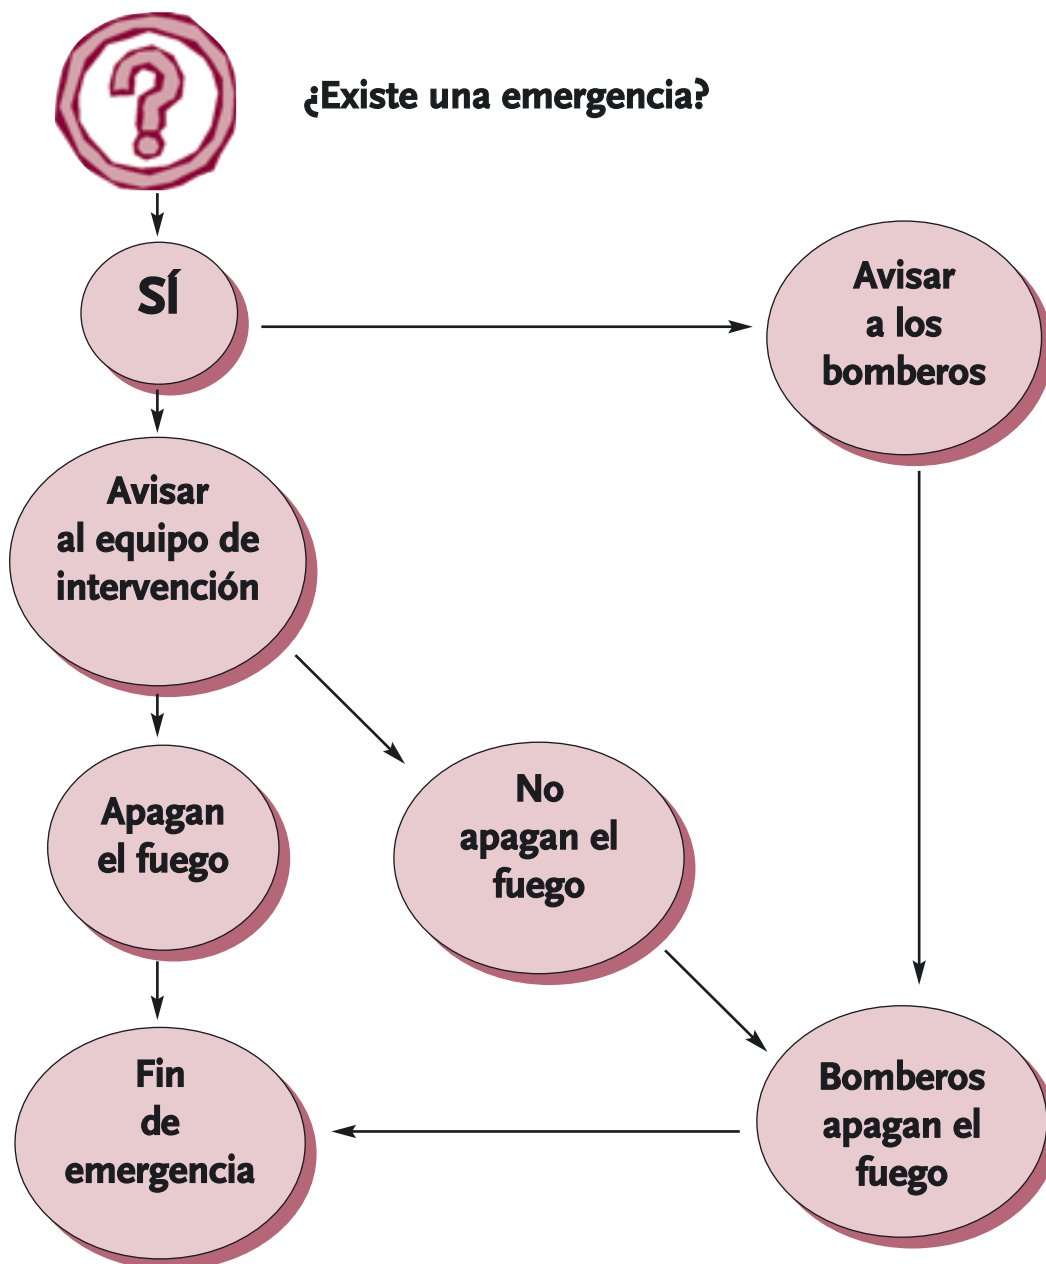 ?
¿Existe una emergencia?
SÍ
Avisar
a los
bomberos
Avisar
al equipo de
intervención
Apagan
el fuego
No
apagan el
fuego
Fin
de
emergencia
Bomberos
apagan el
fuego